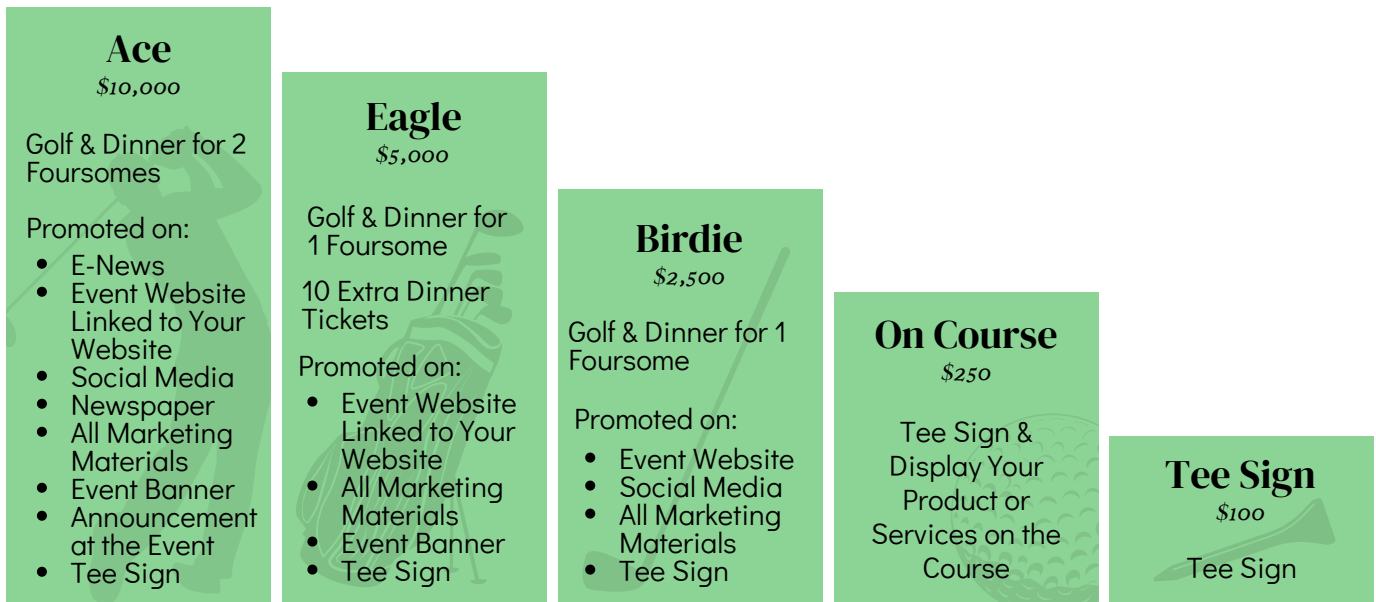 Ace
$10,000
Golf & Dinner for 2
Foursomes
Promoted on:
• E-News
• Event Website
Linked to Your
Website
• Social Media
• Newspaper
• All Marketing
Materials
• Event Banner
• Announcement
at the Event
• Tee Sign
Eagle
$5,000
Golf & Dinner for
1 Foursome
10 Extra Dinner
Tickets
Promoted on:
• Event Website
Linked to Your
Website
• All Marketing
Materials
• Event Banner
• Tee Sign
Birdie
$2,500
Golf & Dinner for 1
Foursome
Promoted on:
• Event Website
• Social Media
• All Marketing
Materials
• Tee Sign
On Course
$250
Tee Sign &
Display Your
Product or
Services on the
Course
Tee Sign
$100
Tee Sign